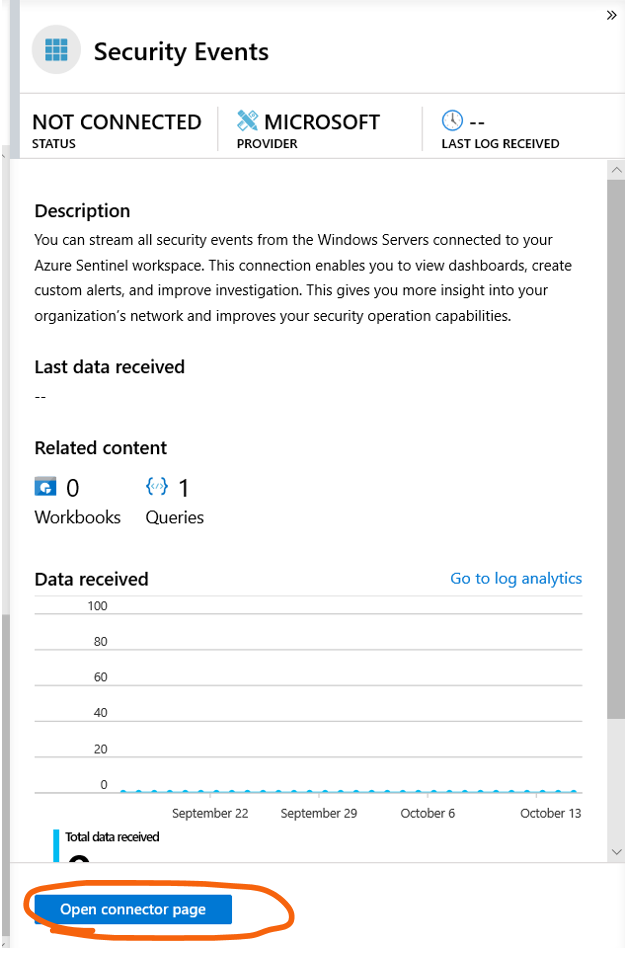 »
Security Events
NOT CONNECTED
STATUS
MICROSOFT
PROVIDER
--
LAST LOG RECEIVED
Description
You can stream all security events from the Windows Servers connected to your
Azure Sentinel workspace. This connection enables you to view dashboards, create
custom alerts, and improve investigation. This gives you more insight into your
organization's network and improves your security operation capabilities.
Last data received
--
Related content
0
Workbooks
1
Queries
Data received
Go to log analytics
100
80
60
40
20
0
September 22
September 29
October 6
October 13
Total data received
Open connector page